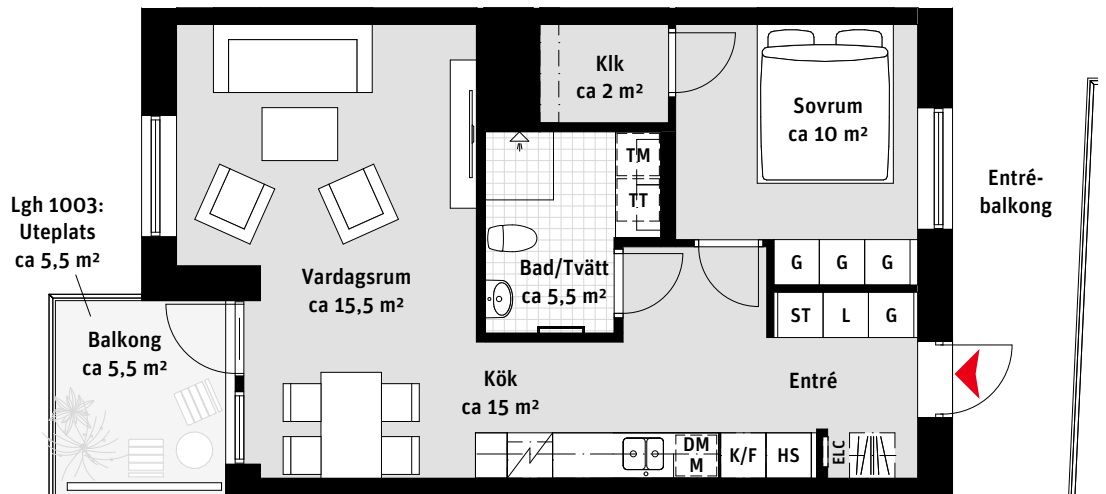 Klk
ca 2 m²
Sovrum
ca 10 m²
TM
TT
Entré-
balkong
Lgh 1003:
Uteplats
ca 5,5 m²
Vardagsrum
ca 15,5 m²
Bad/Tvätt
ca 5,5 m²
G G G
ST L G
Balkong
ca 5,5 m²
Kök
ca 15 m²
Entré
DM
M
K/F
HS
ELC